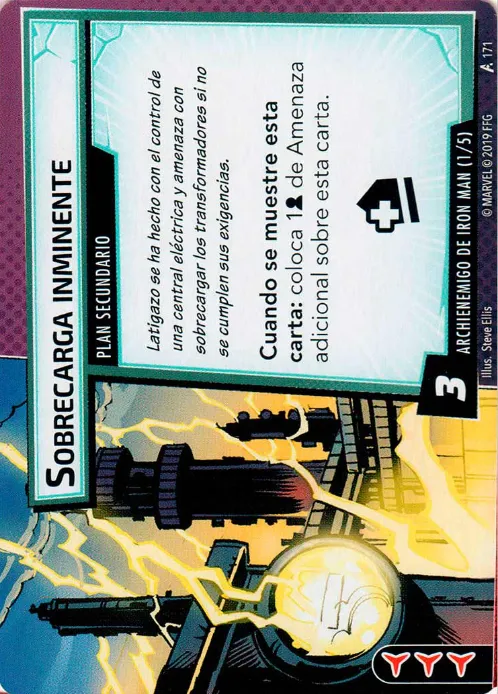 SOBRECARGA INMINENTE
PLAN SECUNDARIO
Latigazo se ha hecho con el control de
una central eléctrica y amenaza con
sobrecargar los transformadores si no
se cumplen sus exigencias.
Cuando se muestre esta
carta: coloca 1 de Amenaza
adicional sobre esta carta.
3
ARCHIENEMIGO DE IRON MAN (1/5)
Illus. Steve Ellis
© MARVEL © 2019 FFG
171